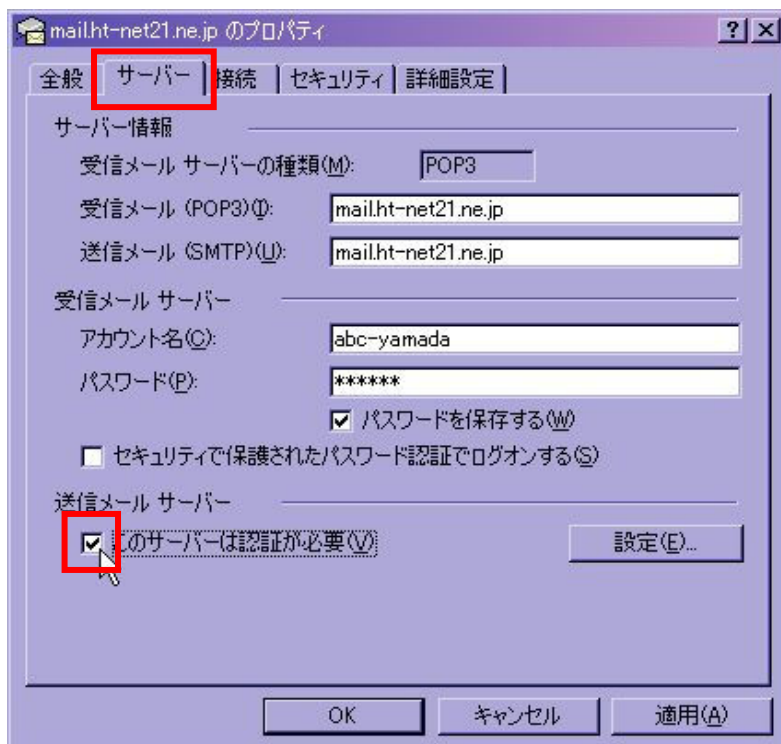 mail.ht-net21.ne.jp のプロパティ
全般 サーバー 接続 セキュリティ 詳細設定
サーバー情報
受信メール サーバーの種類(M): POP3
受信メール (POP3)(I): mail.ht-net21.ne.jp
送信メール (SMTP)(U): mail.ht-net21.ne.jp
受信メール サーバー
アカウント名(C): abc-yamada
パスワード(P): ******
パスワードを保存する(W)
セキュリティで保護されたパスワード認証でログオンする(S)
送信メール サーバー
このサーバーは認証が必要(V) 設定(E)...
OK キャンセル 適用(A)